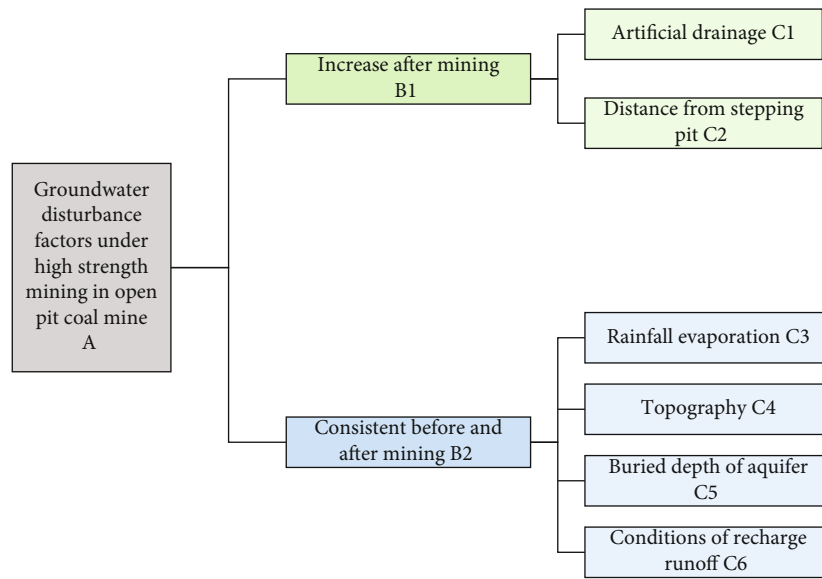 Groundwater
disturbance
factors under
high strength
mining in open
pit coal mine
A
Increase after mining
B1
Artificial drainage C1
Distance from stepping
pit C2
Consistent before and
after mining B2
Rainfall evaporation C3
Topography C4
Buried depth of aquifer
C5
Conditions of recharge
runoff C6